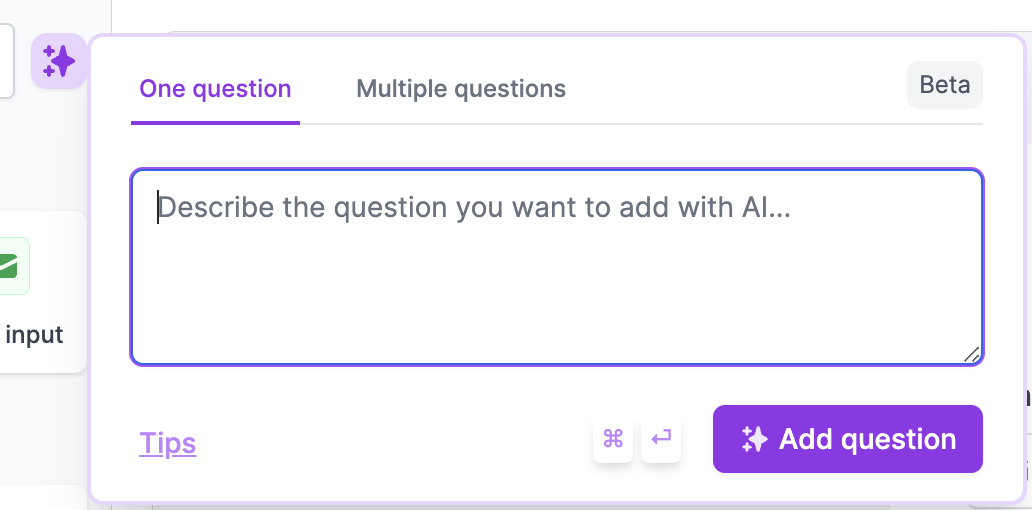 One question
Multiple questions
Beta
Describe the question you want to add with AI...
input
Tips
⌘
Add question